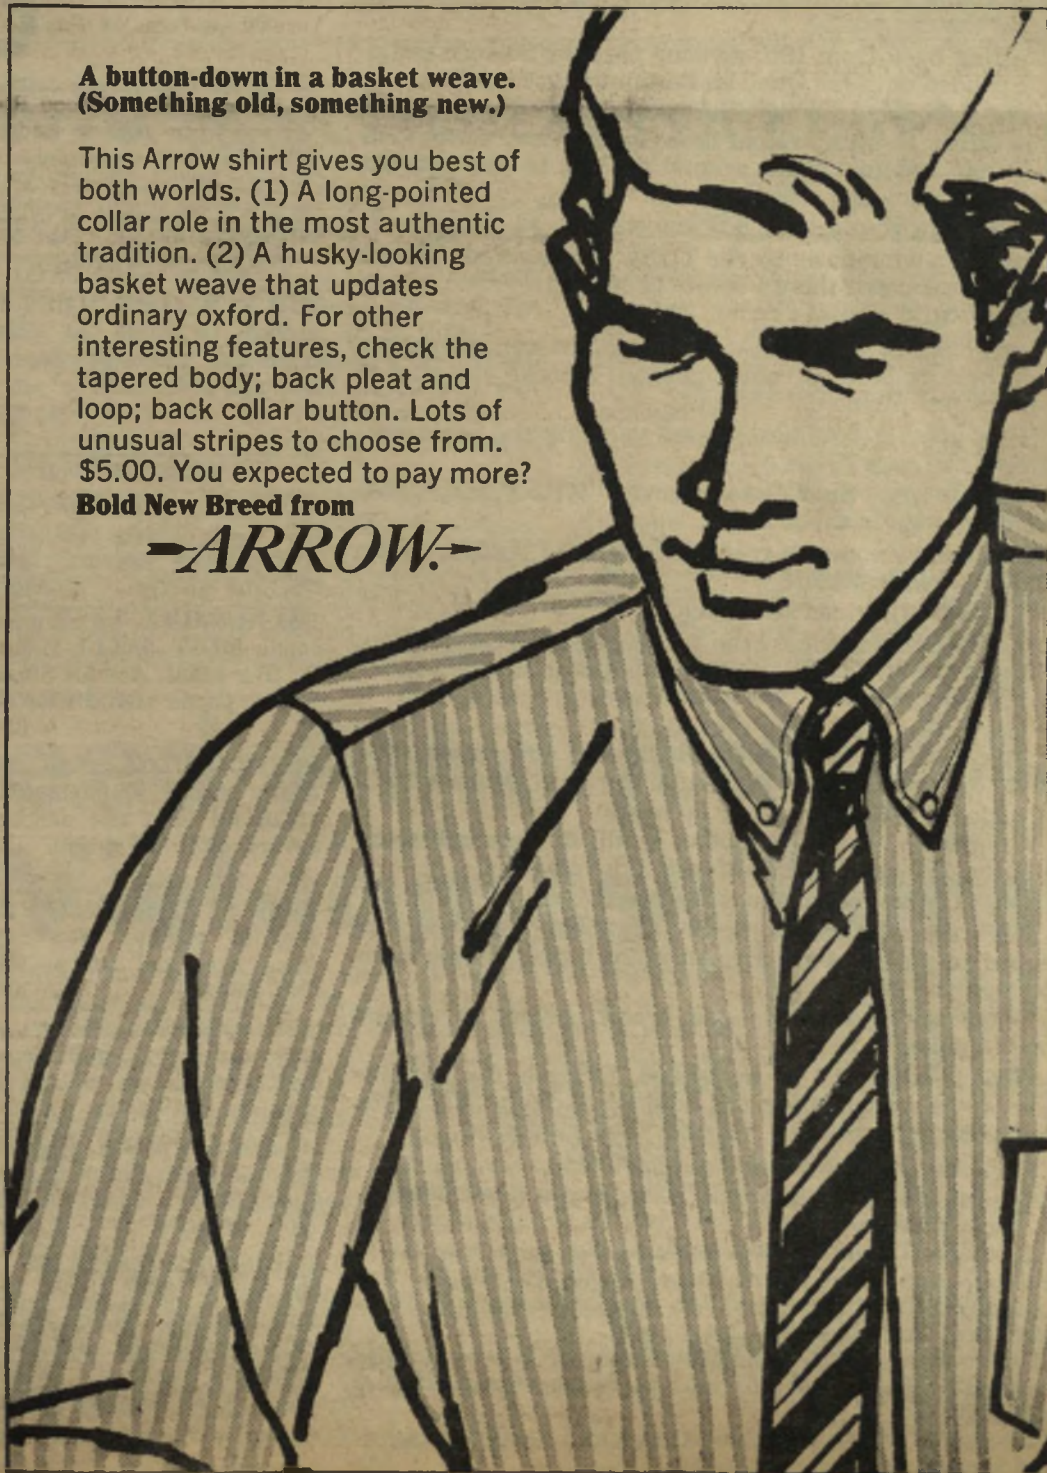 A button-down in a basket weave.
(Something old, something new.)
This Arrow shirt gives you best of
both worlds. (1) A long-pointed
collar role in the most authentic
tradition. (2) A husky-looking
basket weave that updates
ordinary oxford. For other
interesting features, check the
tapered body; back pleat and
loop; back collar button. Lots of
unusual stripes to choose from.
$5.00. You expected to pay more?
Bold New Breed from
ARROW.